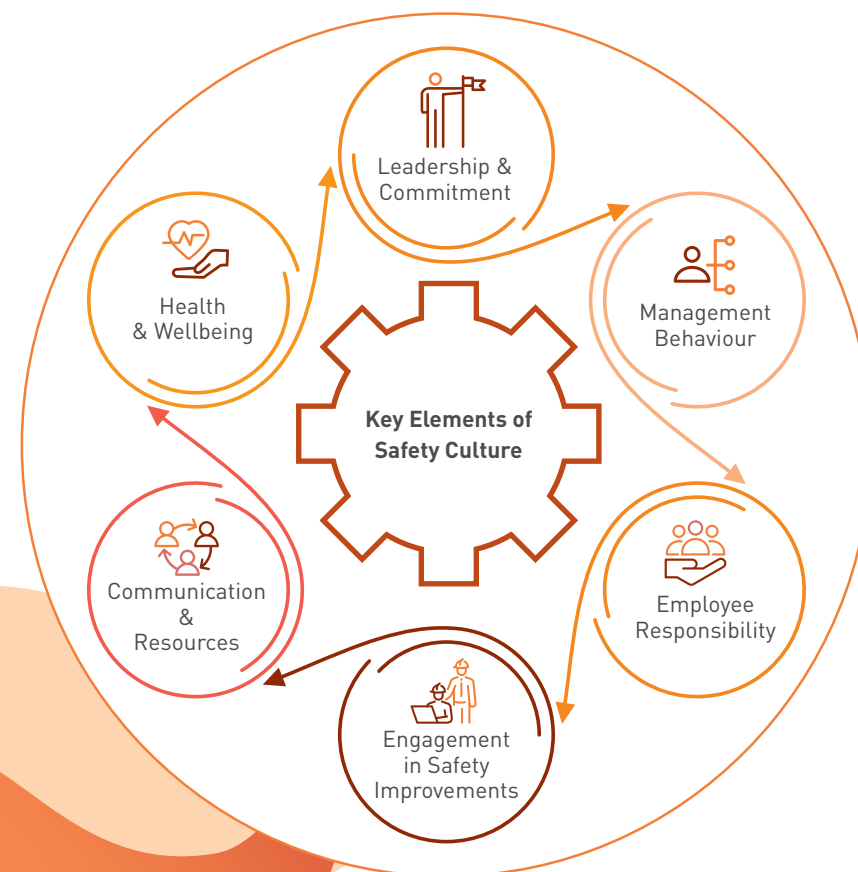 Leadership &
Commitment
Management
Behaviour
Employee
Responsibility
Engagement
in Safety
Improvements
Communication
&
Resources
Health
& Wellbeing
Key Elements of
Safety Culture